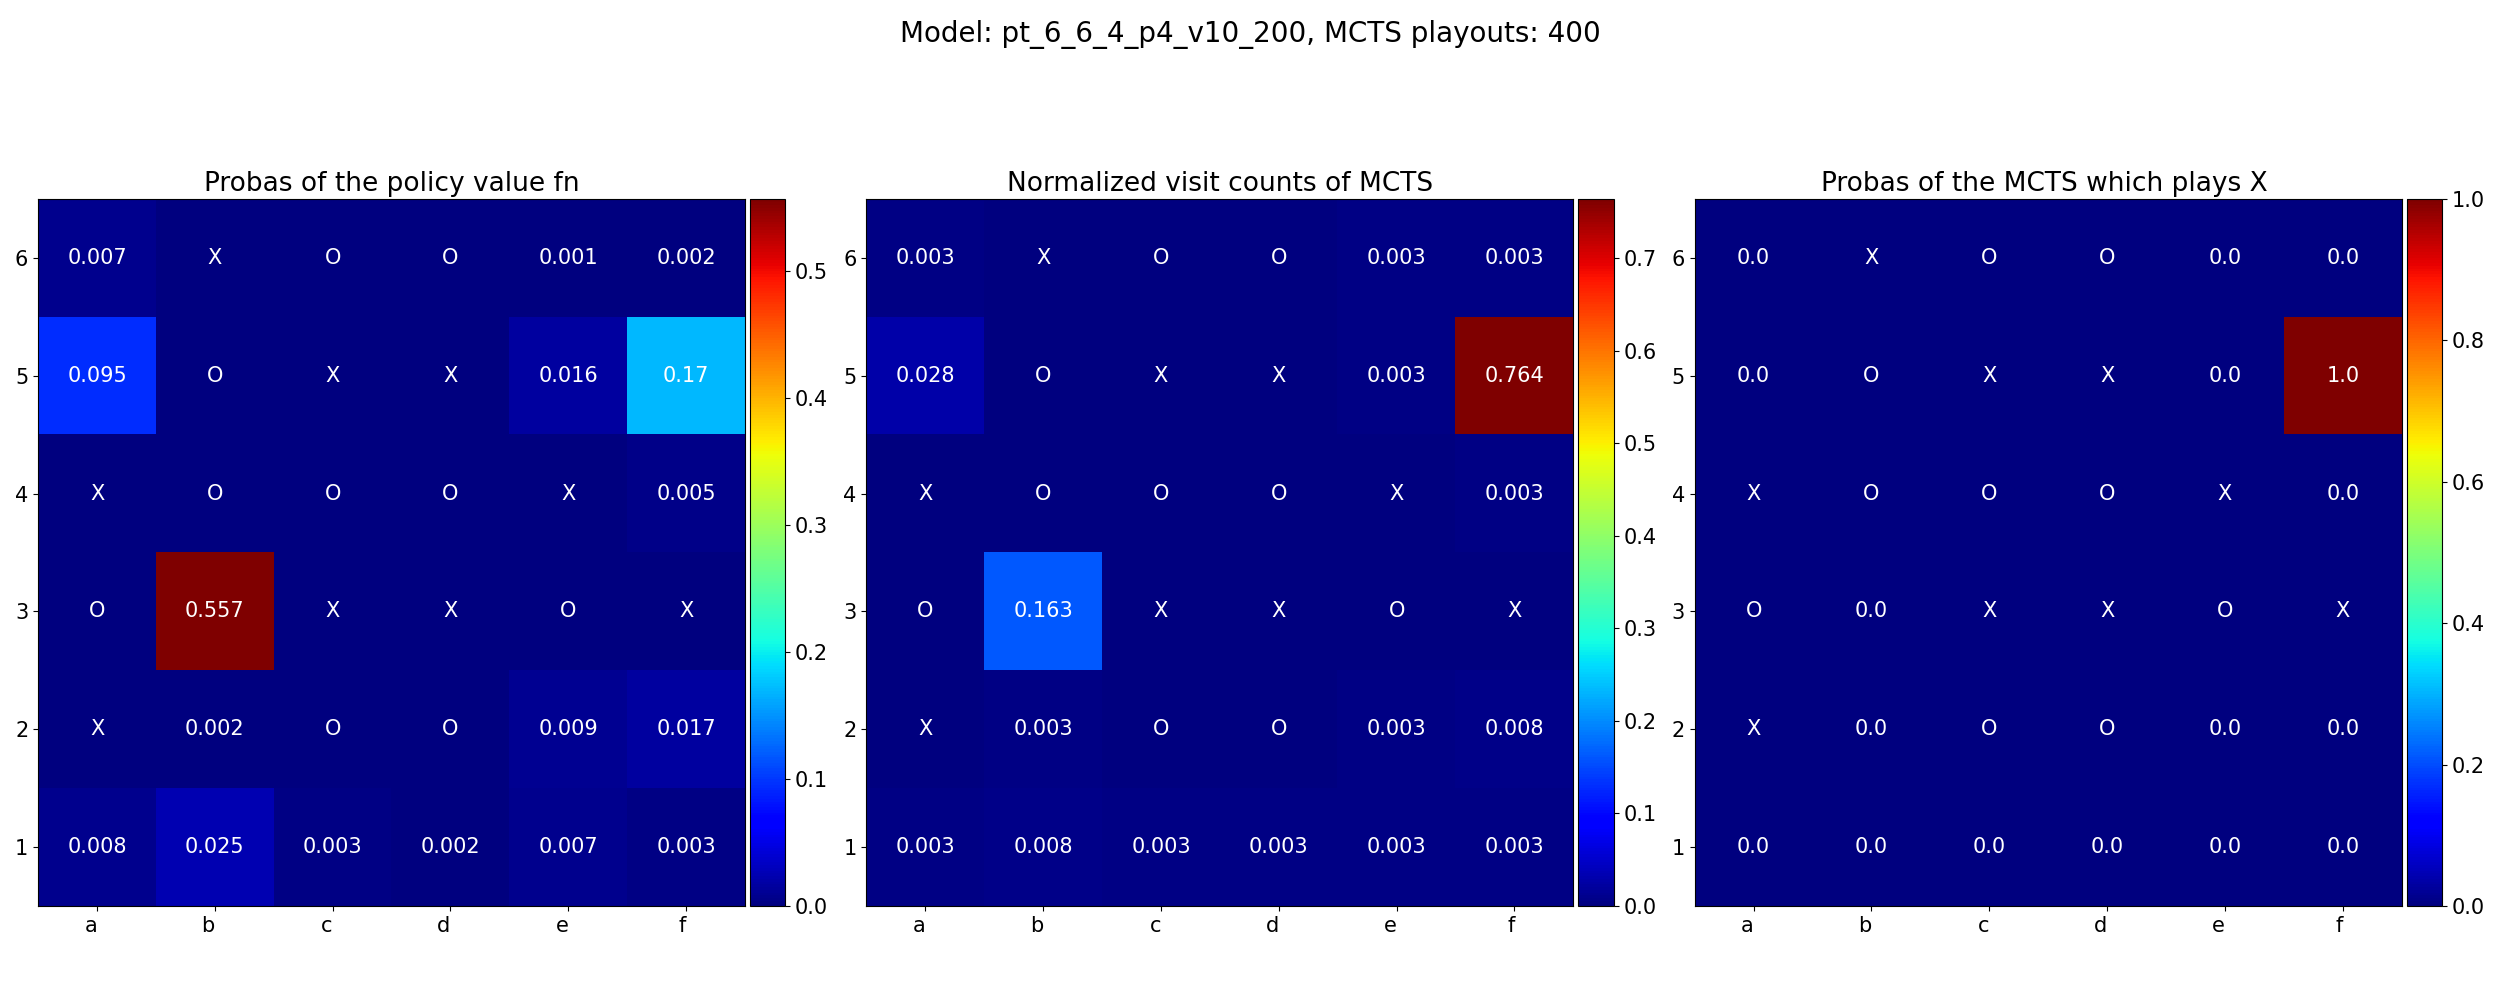 Model: pt_6_6_4_p4_v10_200, MCTS playouts: 400
Probas of the policy value fn
6 0.007 X O O 0.001 0.002
5 0.095 O X X 0.016 0.17
4 X O O O X 0.005
3 O 0.557 X X O X
2 X 0.002 O O 0.009 0.017
1 0.008 0.025 0.003 0.002 0.007 0.003
a b c d e f
0.5
0.4
0.3
0.2
0.1
0.0
Normalized visit counts of MCTS
6 0.003 X O O 0.003 0.003
5 0.028 O X X 0.003 0.764
4 X O O O X 0.003
3 O 0.163 X X O X
2 X 0.003 O O 0.003 0.008
1 0.003 0.008 0.003 0.003 0.003 0.003
a b c d e f
0.7
0.6
0.5
0.4
0.3
0.2
0.1
0.0
Probas of the MCTS which plays X
6 0.0 X O O 0.0 0.0
5 0.0 O X X 0.0 1.0
4 X O O O X 0.0
3 O 0.0 X X O X
2 X 0.0 O O 0.0 0.0
1 0.0 0.0 0.0 0.0 0.0 0.0
a b c d e f
1.0
0.8
0.6
0.4
0.2
0.0